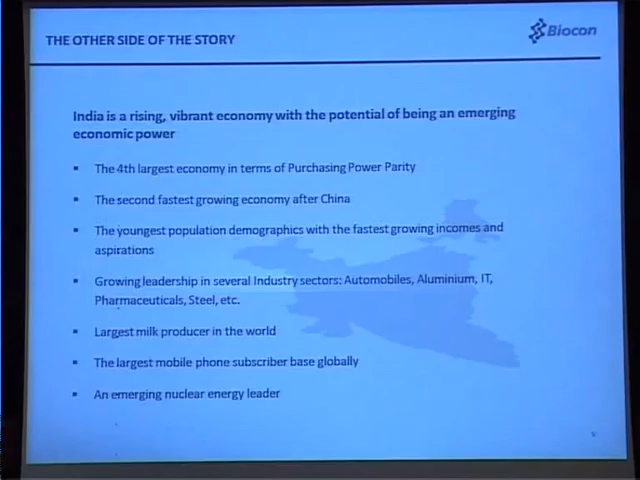 THE OTHER SIDE OF THE STORY
Biocon
India is a rising, vibrant economy with the potential of being an emerging
economic power
▪ The 4th largest economy in terms of Purchasing Power Parity
▪ The second fastest growing economy after China
▪ The youngest population demographics with the fastest growing incomes and
aspirations
▪ Growing leadership in several Industry sectors: Automobiles, Aluminium, IT,
Pharmaceuticals, Steel, etc.
▪ Largest milk producer in the world
▪ The largest mobile phone subscriber base globally
▪ An emerging nuclear energy leader